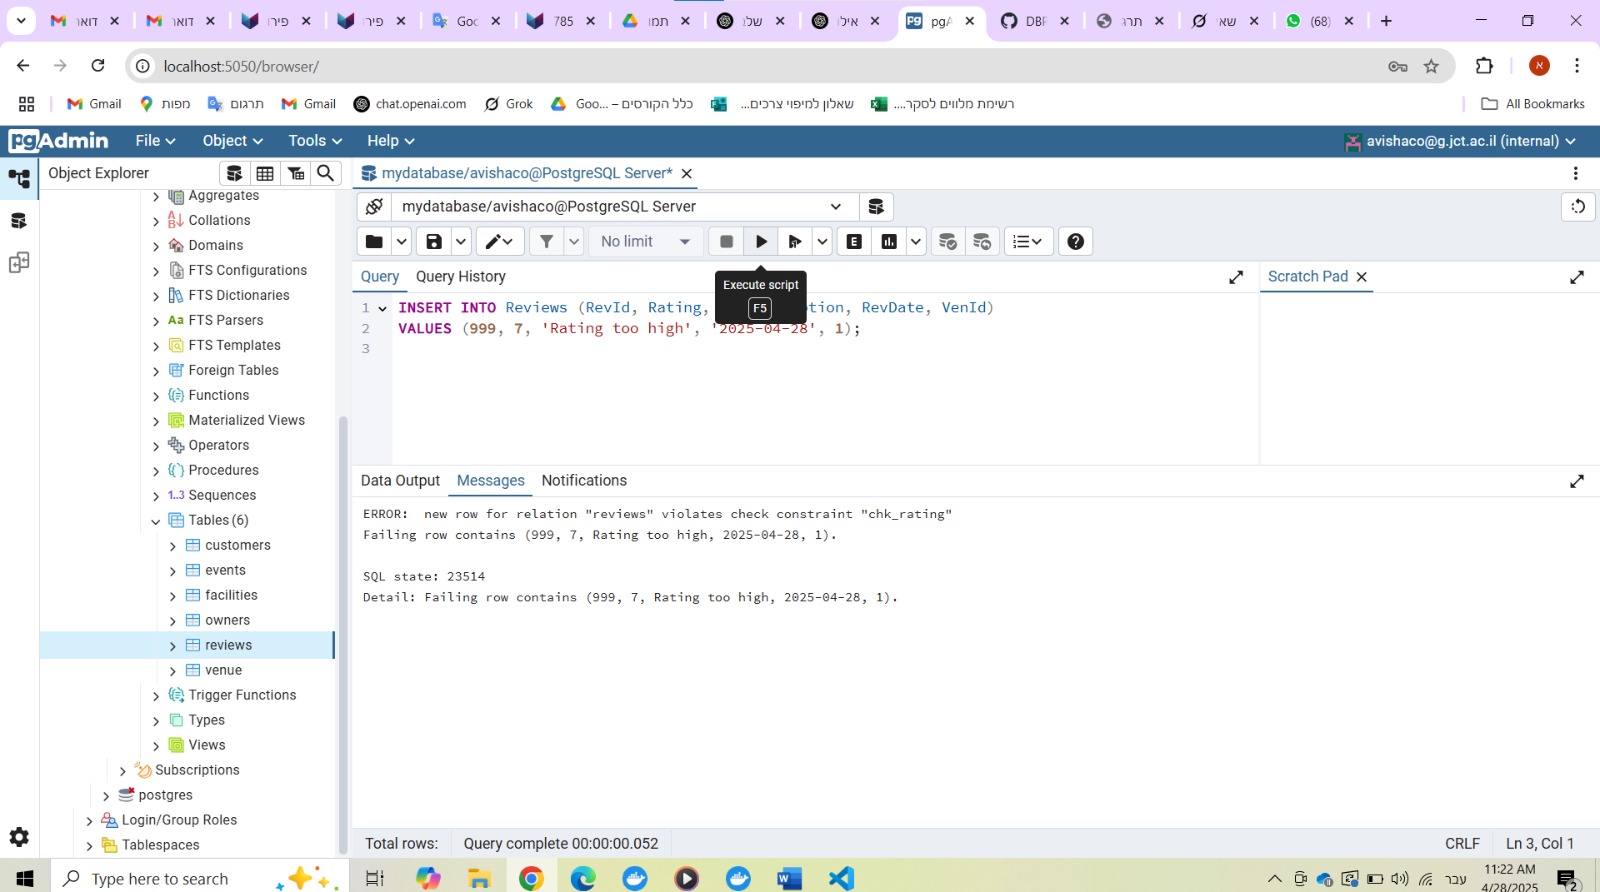 דואר
דואר
פירו
פיר
Goc
785
תמו
שלו
אילו
pgA
DBF
תרג
שא
(68)
localhost:5050/browser/
Gmail
מפות
תרגום
Gmail
chat.openai.com
Grok
כלל הקורסים – Goo...
שאלון למיפוי צרכים...
רשימת מלווים לסקר....
All Bookmarks
pgAdmin
File
Object
Tools
Help
avishaco@g.jct.ac.il (internal)
Object Explorer
mydatabase/avishaco@PostgreSQL Server*
mydatabase/avishaco@PostgreSQL Server
No limit
Query
Query History
Execute script
F5
Scratch Pad
1 INSERT INTO Reviews (RevId, Rating, tion, RevDate, VenId)
2 VALUES (999, 7, 'Rating too high', '2025-04-28', 1);
3
Aggregates
Collations
Domains
FTS Configurations
FTS Dictionaries
Aa FTS Parsers
FTS Templates
Foreign Tables
Functions
Materialized Views
Operators
Procedures
1..3 Sequences
Tables (6)
customers
events
facilities
owners
reviews
venue
Trigger Functions
Types
Views
Subscriptions
postgres
Login/Group Roles
Tablespaces
Data Output
Messages
Notifications
ERROR:  new row for relation "reviews" violates check constraint "chk_rating"
Failing row contains (999, 7, Rating too high, 2025-04-28, 1).
SQL state: 23514
Detail: Failing row contains (999, 7, Rating too high, 2025-04-28, 1).
Total rows:
Query complete 00:00:00.052
CRLF
Ln 3, Col 1
Type here to search
עבר
11:22 AM
4/28/2025
2